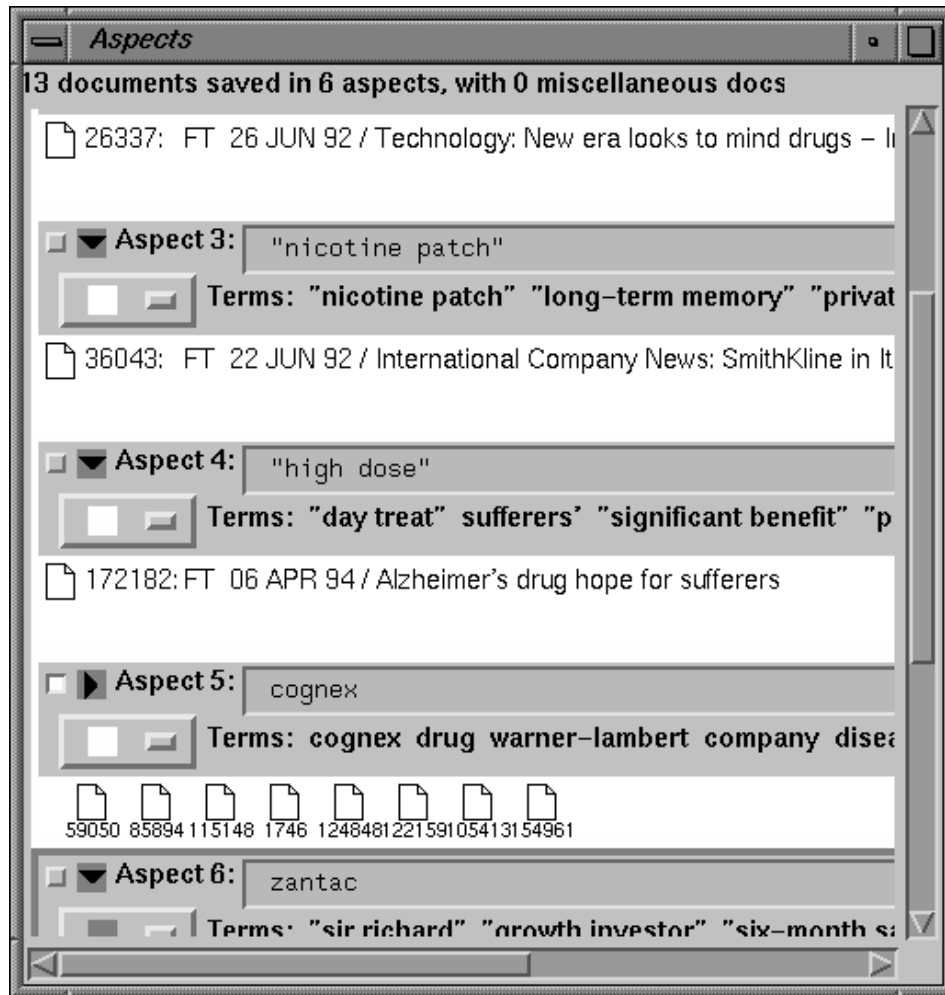 Aspects
13 documents saved in 6 aspects, with 0 miscellaneous docs
26337: FT 26 JUN 92 / Technology: New era looks to mind drugs – I
Aspect 3: "nicotine patch"
Terms: "nicotine patch" "long-term memory" "privat
36043: FT 22 JUN 92 / International Company News: SmithKline in It
Aspect 4: "high dose"
Terms: "day treat" sufferers' "significant benefit" "p
172182: FT 06 APR 94 / Alzheimer's drug hope for sufferers
Aspect 5: cognex
Terms: cognex drug warner-lambert company disea
59050 85894 115148 1746 124848 122159 105413 154961
Aspect 6: zantac
Terms: "sir richard" "growth investor" "six-month sa